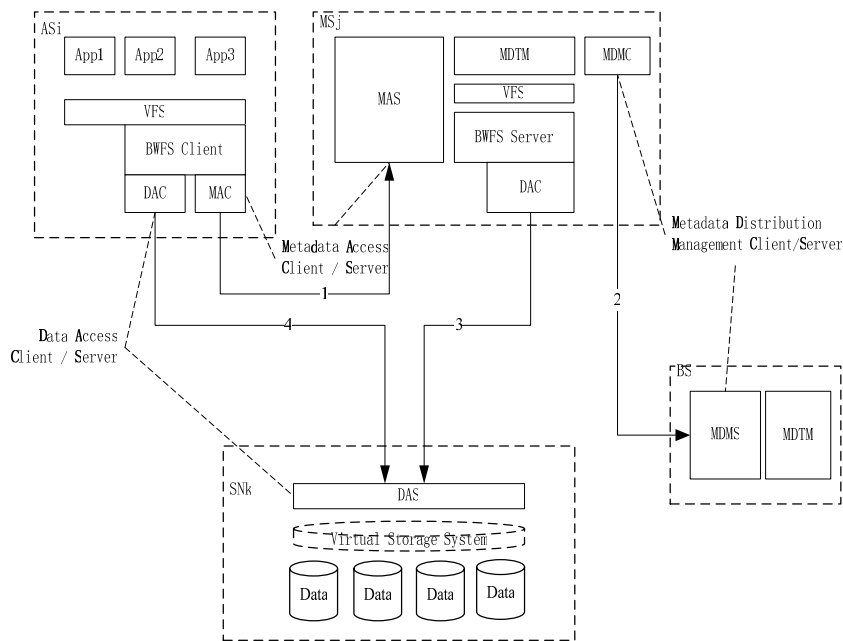 ASi
App1 App2 App3
VFS
BWFS Client
DAC MAC
MSj
MAS
MDTM
MDMC
VFS
BWFS Server
DAC
Metadata Access
Client / Server
Metadata Distribution
Management Client/Server
1
2
4
3
Data Access
Client / Server
BS
MDMS MDTM
SNk
DAS
Virtual Storage System
Data Data Data Data